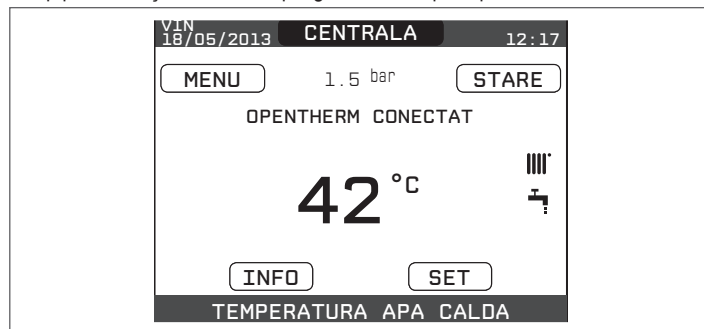 VIN
18/05/2013 CENTRALA 12:17
MENU 1.5 bar STARE
OPENTHERM CONECTAT
42 °C
INFO SET
TEMPERATURA APA CALDA